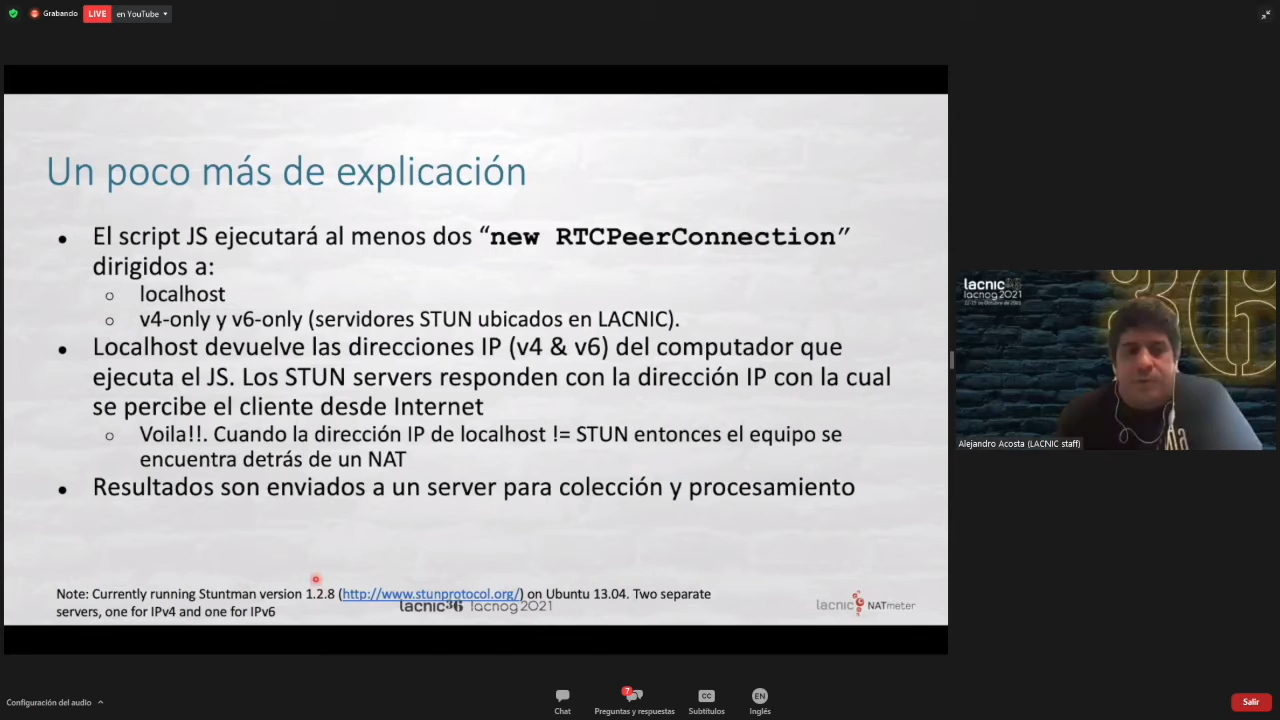 Grabando
LIVE
en YouTube
Un poco más de explicación
● El script JS ejecutará al menos dos “new RTCPeerConnection”
dirigidos a:
○ localhost
○ v4-only y v6-only (servidores STUN ubicados en LACNIC).
● Localhost devuelve las direcciones IP (v4 & v6) del computador que
ejecuta el JS. Los STUN servers responden con la dirección IP con la cual
se percibe el cliente desde Internet
○ Voila!!. Cuando la dirección IP de localhost != STUN entonces el equipo se
encuentra detrás de un NAT
● Resultados son enviados a un server para colección y procesamiento
Note: Currently running Stuntman version 1.2.8 (http://www.stunprotocol.org/) on Ubuntu 13.04. Two separate
servers, one for IPv4 and one for IPv6
lacnic36 lacnog2021
lacnic NATmeter
lacnic36
lacnog2021
36
Alejandro Acosta (LACNIC staff)
Configuración del audio
Chat
7
Preguntas y respuestas
CC
Subtítulos
EN
Inglés
Salir